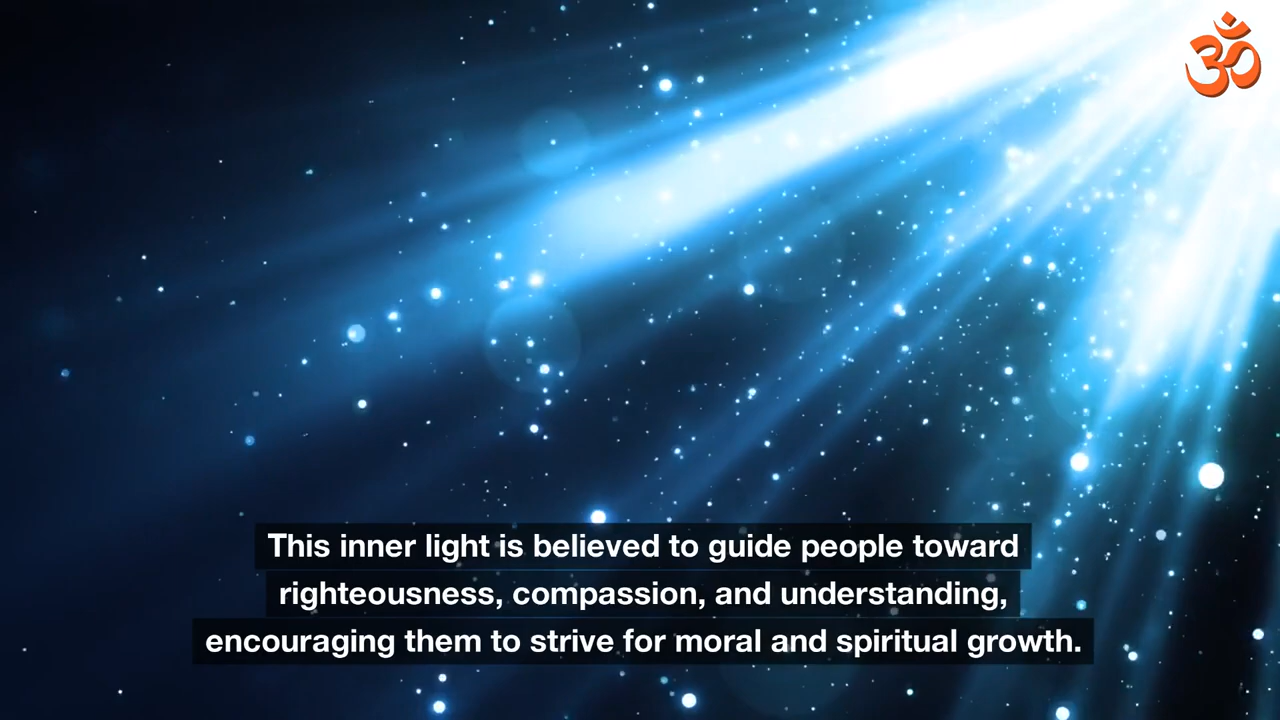 ॐ
This inner light is believed to guide people toward
righteousness, compassion, and understanding,
encouraging them to strive for moral and spiritual growth.